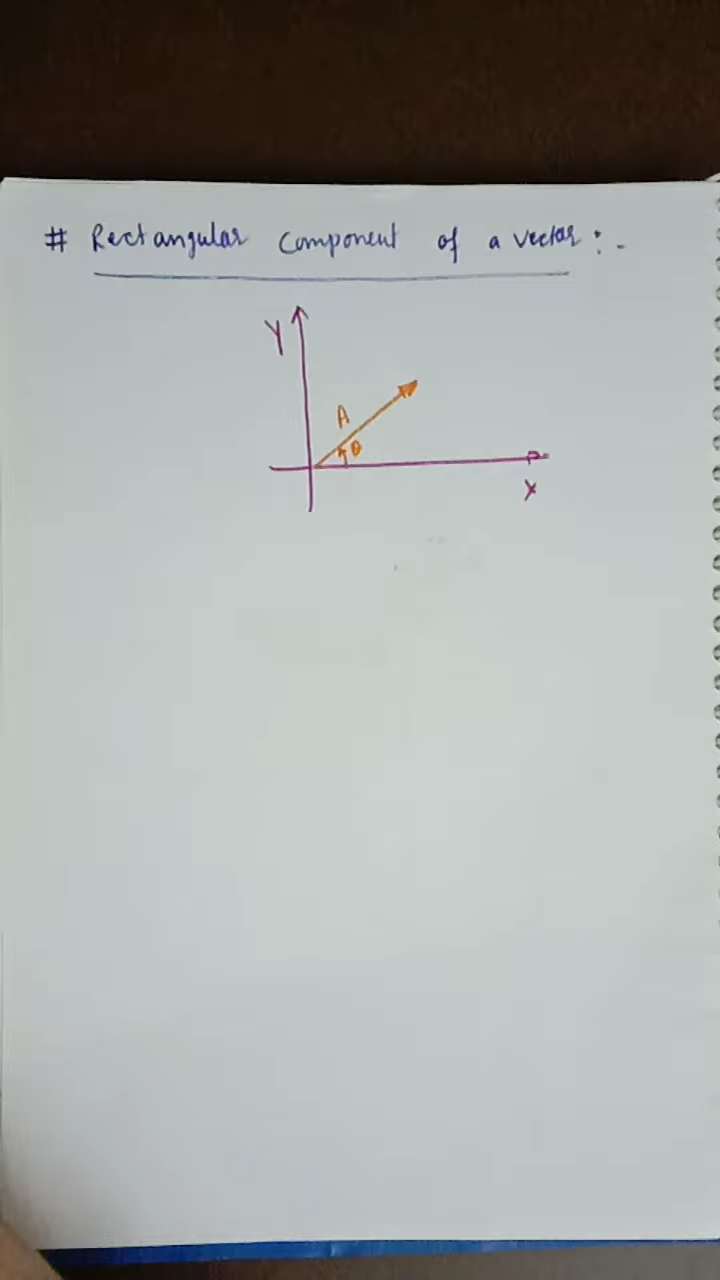 # Rectangular component of a vector :-
Y
A
θ
X